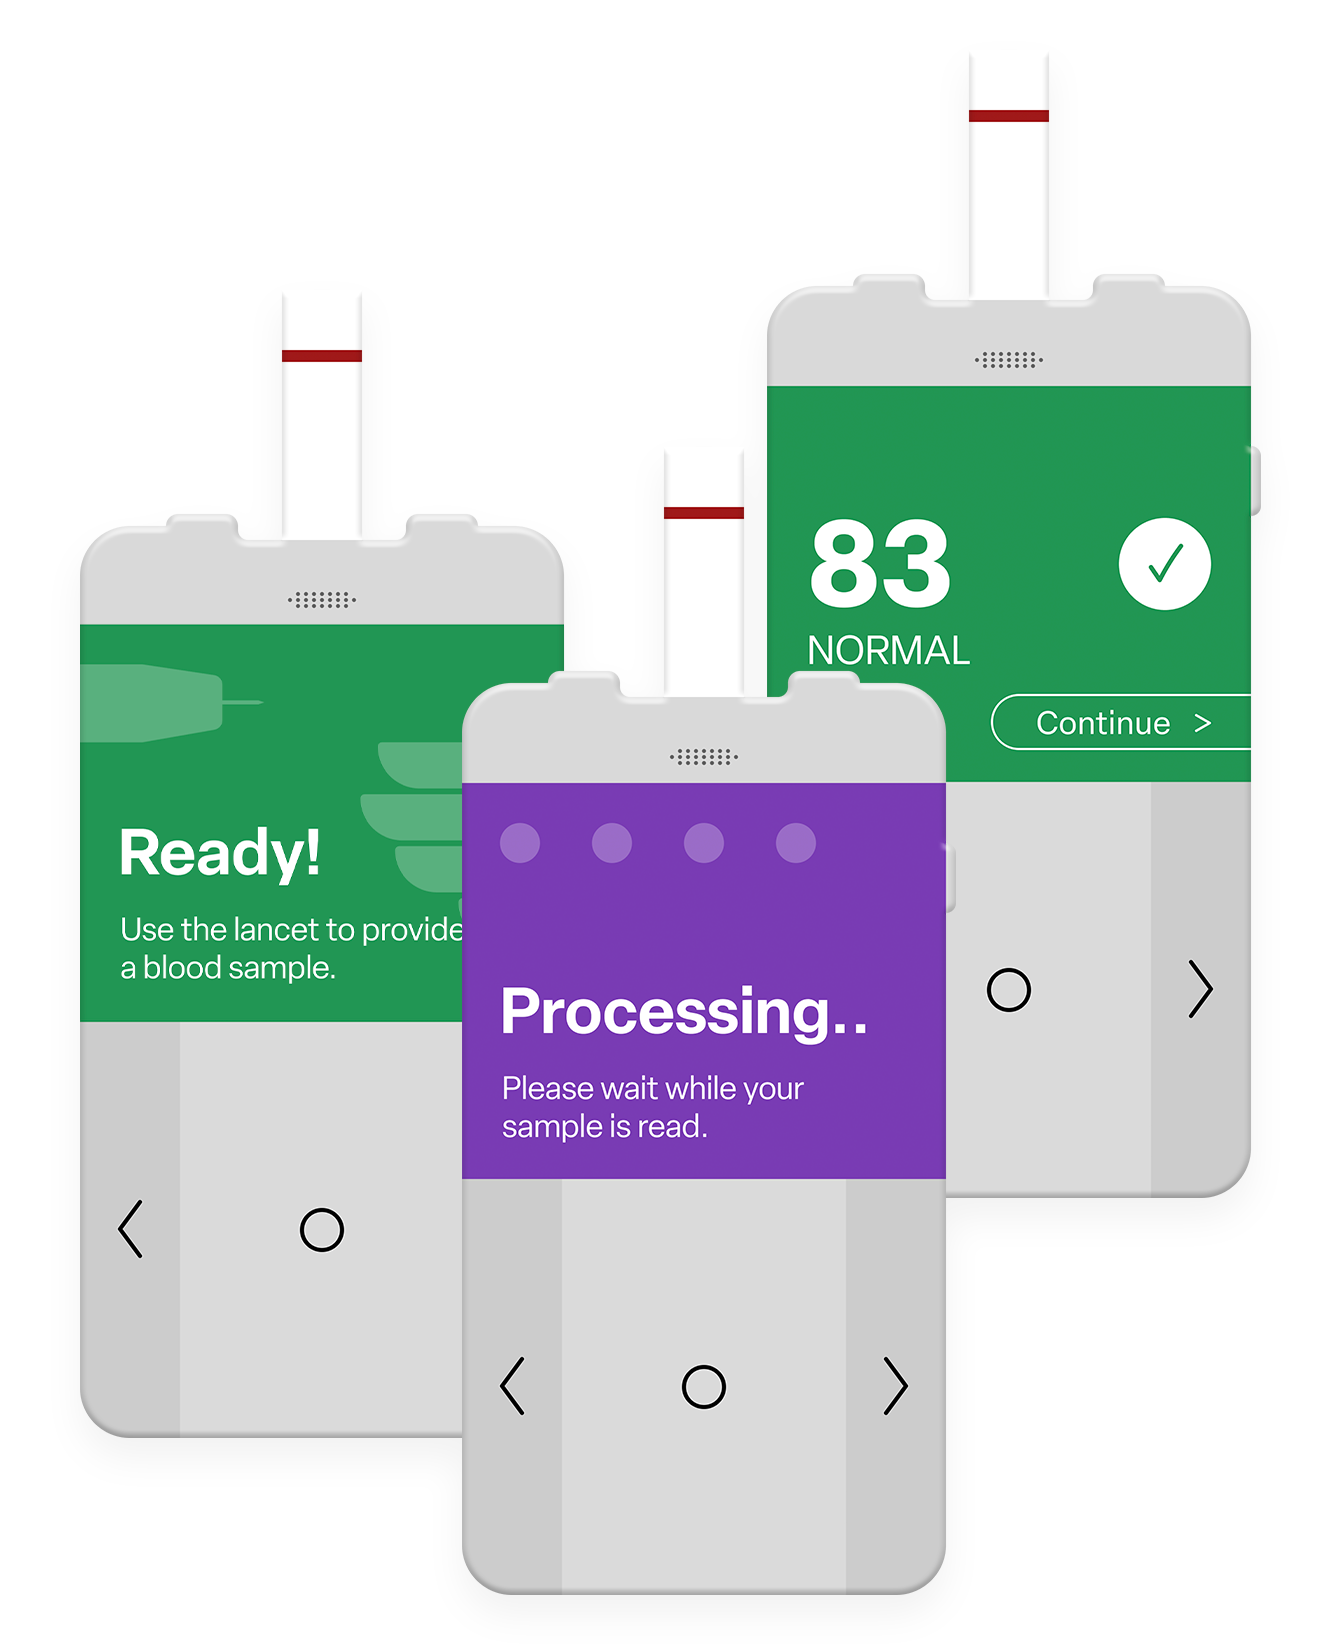 Ready!
Use the lancet to provide
a blood sample.
Processing..
Please wait while your
sample is read.
83
NORMAL
Continue >